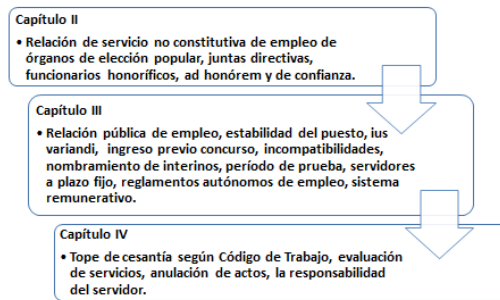 Capítulo II
• Relación de servicio no constitutiva de empleo de
órganos de elección popular, juntas directivas,
funcionarios honoríficos, ad honórem y de confianza.
Capítulo III
• Relación pública de empleo, estabilidad del puesto, ius
variandi, ingreso previo concurso, incompatibilidades,
nombramiento de interinos, período de prueba, servidores
a plazo fijo, reglamentos autónomos de empleo, sistema
remunerativo.
Capítulo IV
• Tope de cesantía según Código de Trabajo, evaluación
de servicios, anulación de actos, la responsabilidad
del servidor.